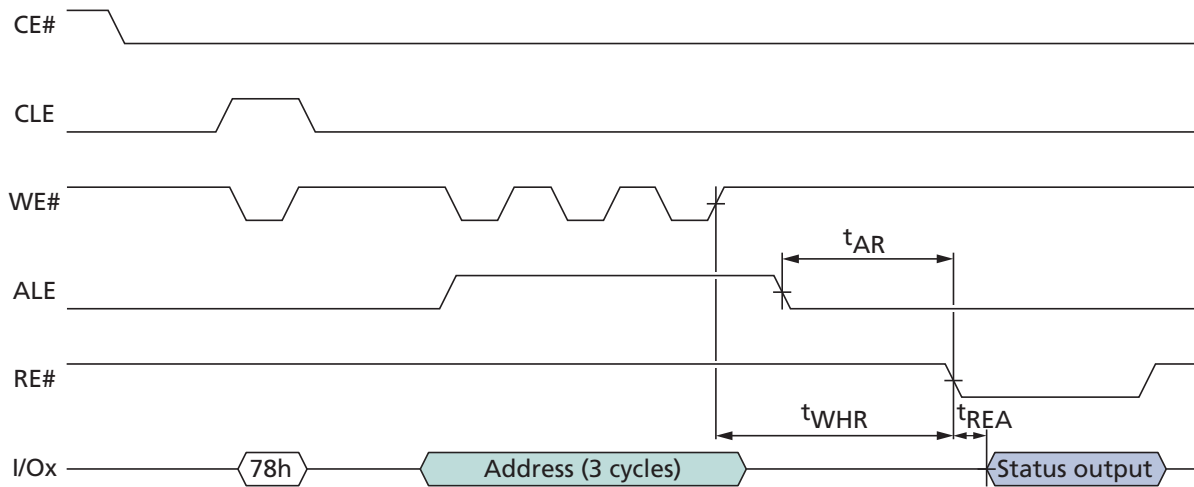 CE#
CLE
WE#
tAR
ALE
RE#
tWHR
tREA
I/Ox
78h
Address (3 cycles)
Status output